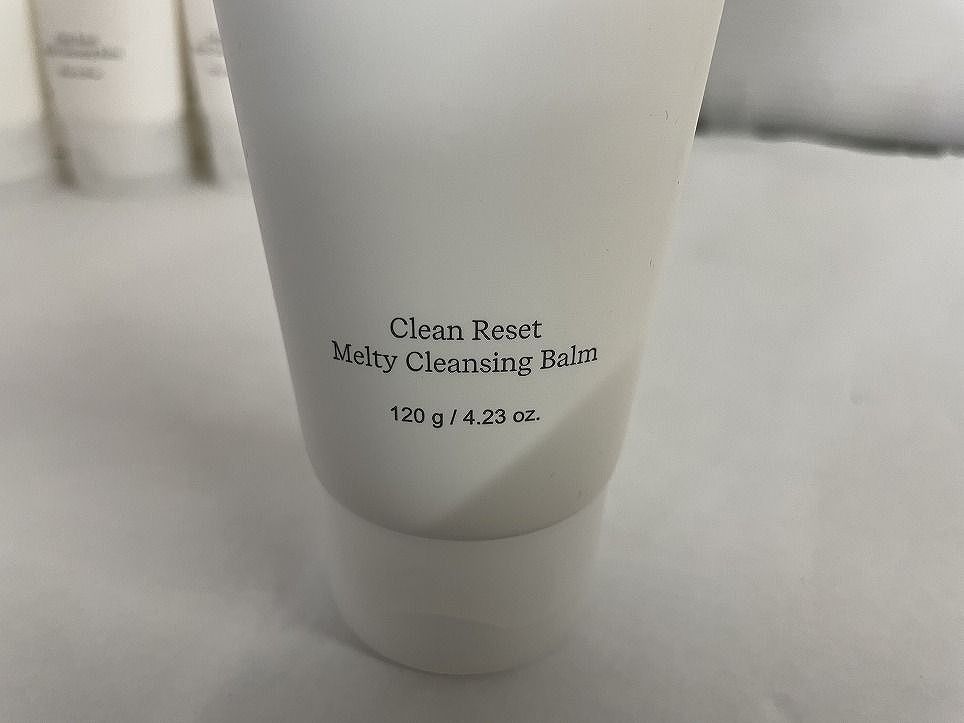 Clean Reset
Melty Cleansing Balm
120 g / 4.23 oz.